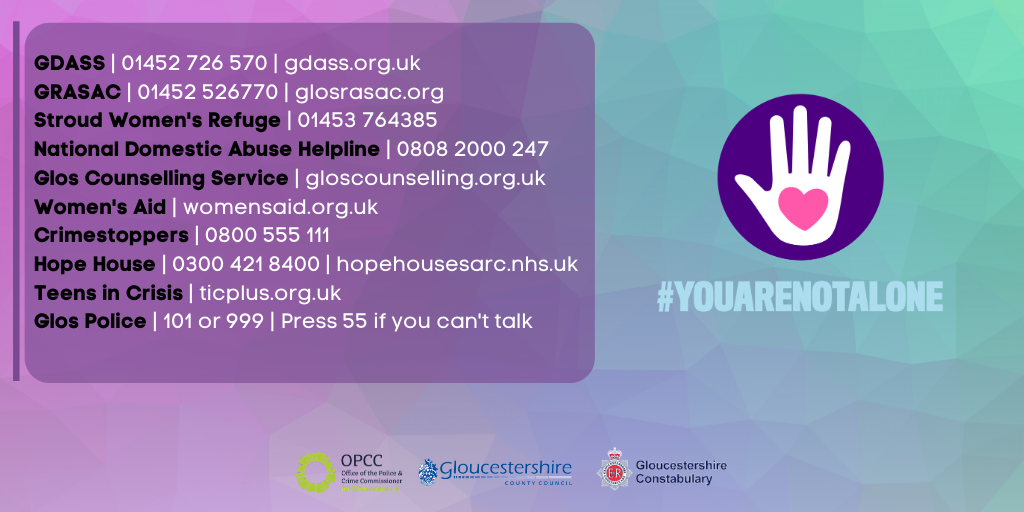 GDASS | 01452 726 570 | gdass.org.uk
GRASAC | 01452 526770 | glosrasac.org
Stroud Women's Refuge | 01453 764385
National Domestic Abuse Helpline | 0808 2000 247
Glos Counselling Service | gloscounselling.org.uk
Women's Aid | womensaid.org.uk
Crimestoppers | 0800 555 111
Hope House | 0300 421 8400 | hopehousesarc.nhs.uk
Teens in Crisis | ticplus.org.uk
Glos Police | 101 or 999 | Press 55 if you can't talk
#YOUARENOTALONE
OPCC
Office of the Police &
Crime Commissioner
Gloucestershire
COUNTY COUNCIL
Gloucestershire
Constabulary